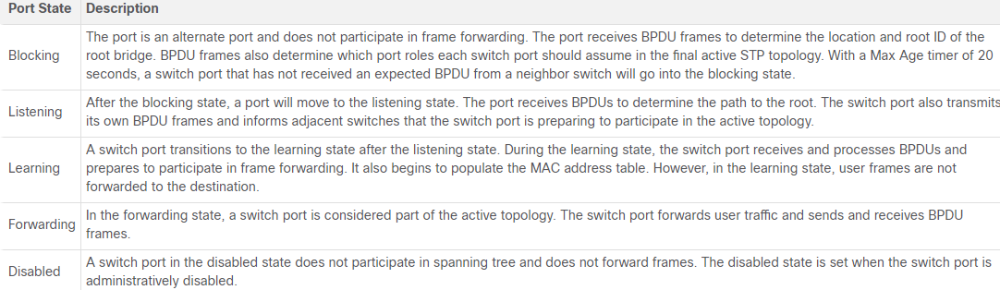 Port State Description
Blocking
The port is an alternate port and does not participate in frame forwarding. The port receives BPDU frames to determine the location and root ID of the
root bridge. BPDU frames also determine which port roles each switch port should assume in the final active STP topology. With a Max Age timer of 20
seconds, a switch port that has not received an expected BPDU from a neighbor switch will go into the blocking state.
Listening
After the blocking state, a port will move to the listening state. The port receives BPDUs to determine the path to the root. The switch port also transmits
its own BPDU frames and informs adjacent switches that the switch port is preparing to participate in the active topology.
Learning
A switch port transitions to the learning state after the listening state. During the learning state, the switch port receives and processes BPDUs and
prepares to participate in frame forwarding. It also begins to populate the MAC address table. However, in the learning state, user frames are not
forwarded to the destination.
Forwarding
In the forwarding state, a switch port is considered part of the active topology. The switch port forwards user traffic and sends and receives BPDU
frames.
Disabled
A switch port in the disabled state does not participate in spanning tree and does not forward frames. The disabled state is set when the switch port is
administratively disabled.